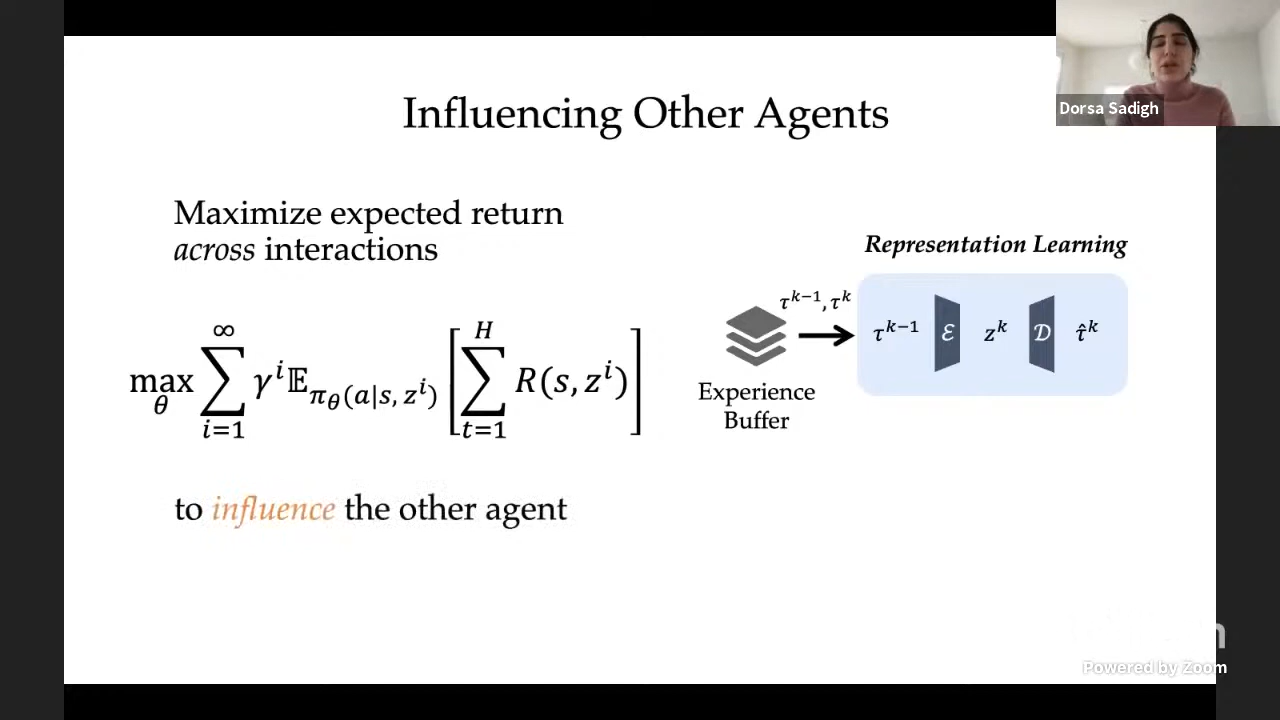 Dorsa Sadigh
Influencing Other Agents
Maximize expected return
across interactions
Representation Learning
τ^{k−1}, τ^k
τ^{k−1} ℰ z^k 𝒟 τ̂^k
Experience
Buffer
max_θ ∑_{i=1}^{∞} γ^i 𝔼_{π_θ(a|s, z^i)} [∑_{t=1}^{H} R(s, z^i)]
to influence the other agent
Powered by Zoom